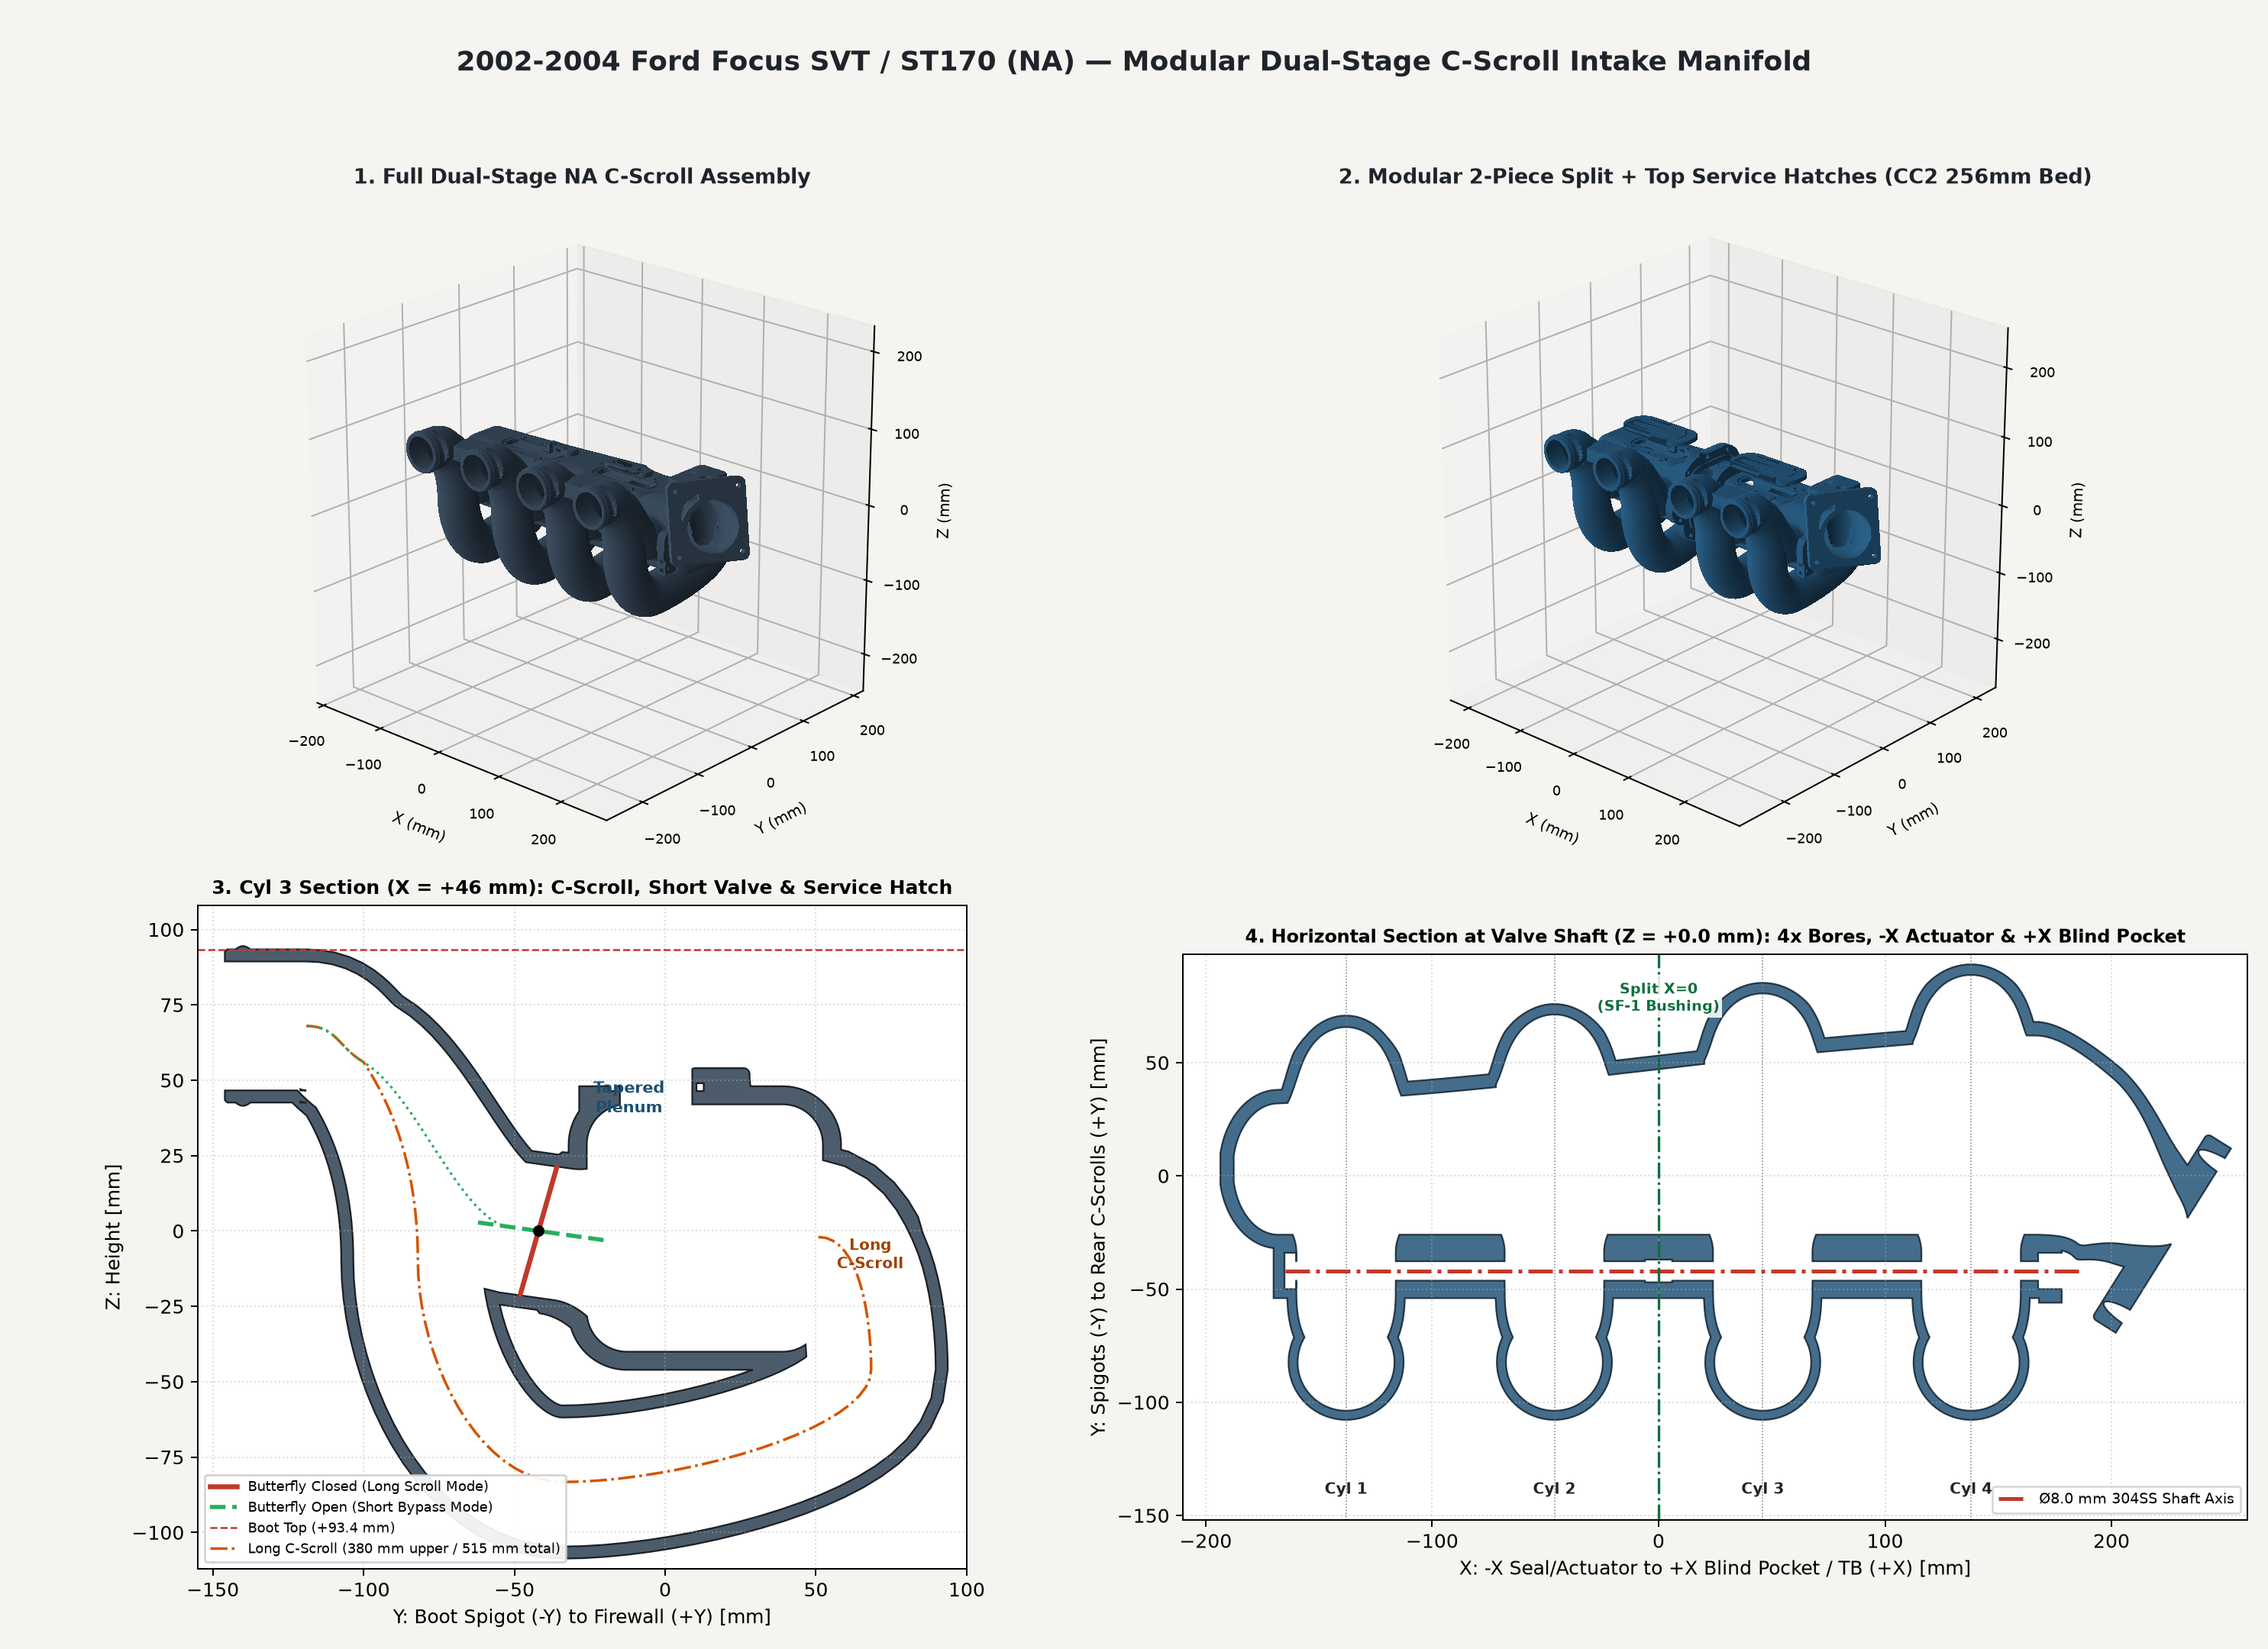 2002-2004 Ford Focus SVT / ST170 (NA) — Modular Dual-Stage C-Scroll Intake Manifold
1. Full Dual-Stage NA C-Scroll Assembly
200
100
0
−100
−200
Z (mm)
−200
−100
0
100
200
X (mm)
−200
−100
0
100
200
Y (mm)
2. Modular 2-Piece Split + Top Service Hatches (CC2 256mm Bed)
200
100
0
−100
−200
Z (mm)
−200
−100
0
100
200
X (mm)
−200
−100
0
100
200
Y (mm)
3. Cyl 3 Section (X = +46 mm): C-Scroll, Short Valve & Service Hatch
100
75
50
25
0
−25
−50
−75
−100
Z: Height [mm]
Tapered
Plenum
Long
C-Scroll
Butterfly Closed (Long Scroll Mode)
Butterfly Open (Short Bypass Mode)
Boot Top (+93.4 mm)
Long C-Scroll (380 mm upper / 515 mm total)
−150
−100
−50
0
50
100
Y: Boot Spigot (-Y) to Firewall (+Y) [mm]
4. Horizontal Section at Valve Shaft (Z = +0.0 mm): 4x Bores, -X Actuator & +X Blind Pocket
Split X=0
(SF-1 Bushing)
50
0
−50
−100
−150
Y: Spigots (-Y) to Rear C-Scrolls (+Y) [mm]
Cyl 1
Cyl 2
Cyl 3
Cyl 4
Ø8.0 mm 304SS Shaft Axis
−200
−100
0
100
200
X: -X Seal/Actuator to +X Blind Pocket / TB (+X) [mm]